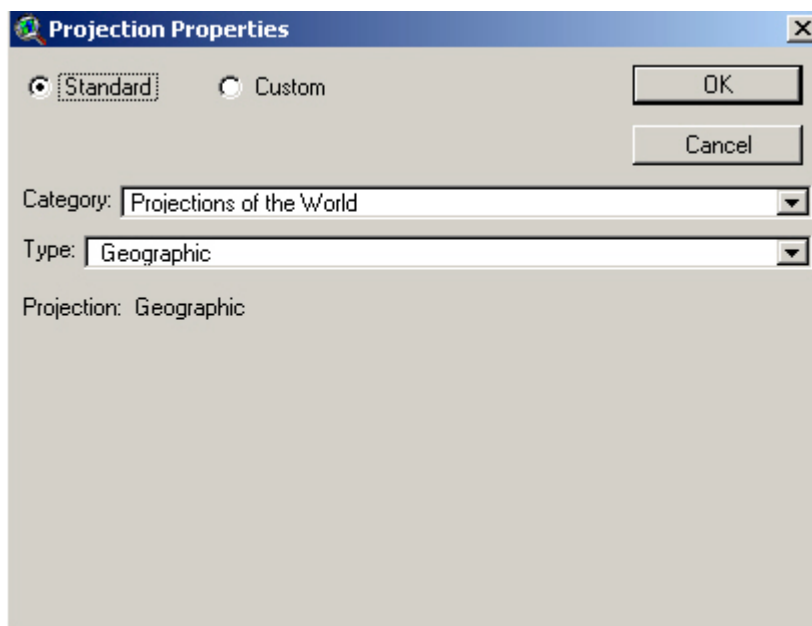 Projection Properties
Standard Custom OK
Cancel
Category: Projections of the World
Type: Geographic
Projection: Geographic